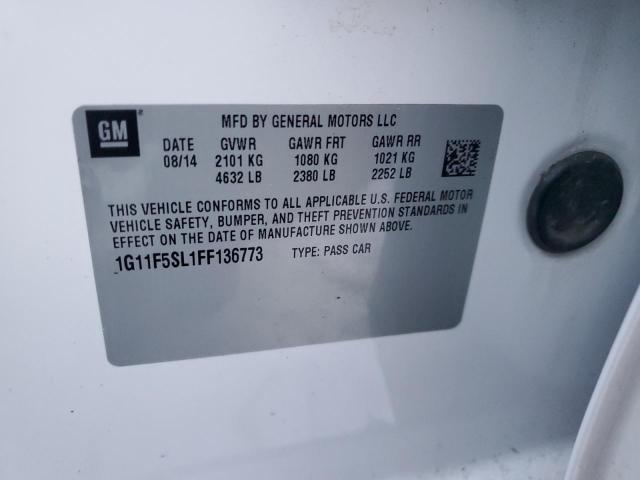 GM
MFD BY GENERAL MOTORS LLC
DATE GVWR GAWR FRT GAWR RR
08/14 2101 KG 1080 KG 1021 KG
4632 LB 2380 LB 2252 LB
THIS VEHICLE CONFORMS TO ALL APPLICABLE U.S. FEDERAL MOTOR
VEHICLE SAFETY, BUMPER, AND THEFT PREVENTION STANDARDS IN
EFFECT ON THE DATE OF MANUFACTURE SHOWN ABOVE.
1G11F5SL1FF136773 TYPE: PASS CAR